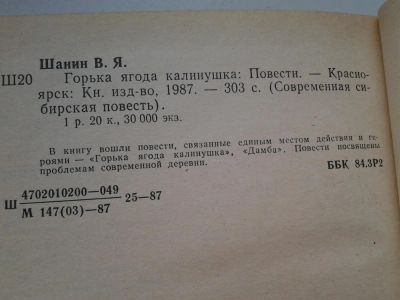 Шанин В. Я.
Ш20 Горька ягода калинушка: Повести. — Красно-
ярск: Кн. изд-во, 1987. — 303 с. (Современная си-
бирская повесть).
1 р. 20 к., 30 000 экз.
В книгу вошли повести, связанные единым местом действия и ге-
роями — «Горька ягода калинушка», «Дамба». Повести посвящены
проблемам современной деревни.
ББК 84.3Р2
Ш 4702010200—049 25—87
М 147(03)—87